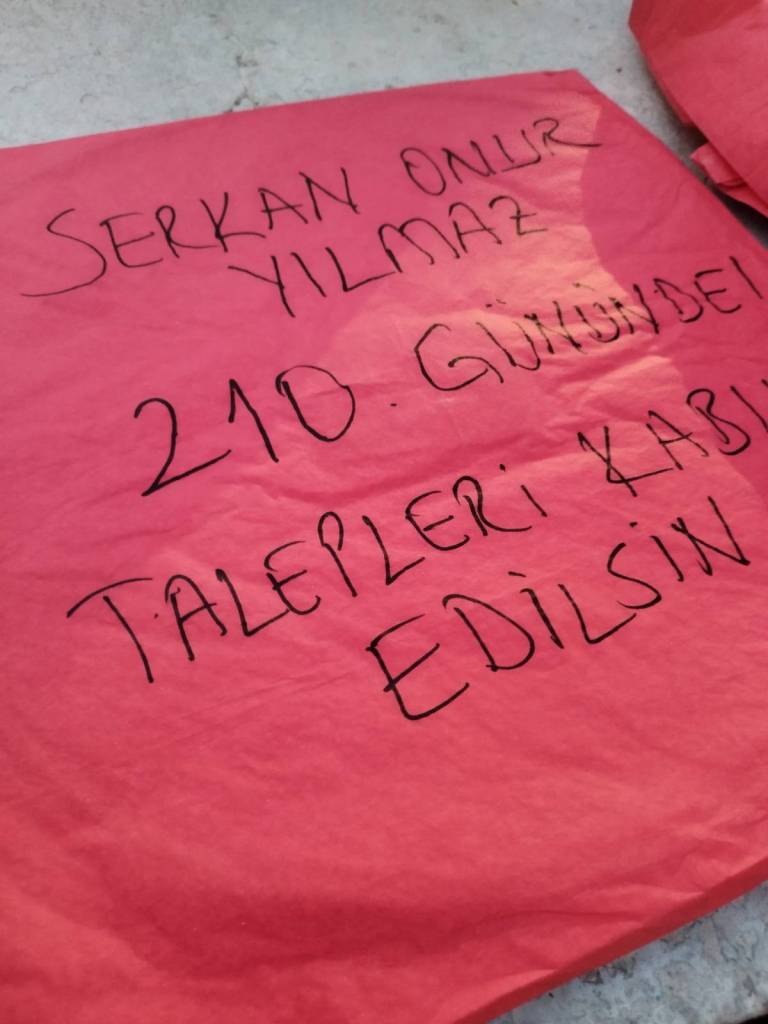 SERKAN ONUR
YILMAZ
210. GÜNÜNDE!
TALEPLERİ
EDİLSİN